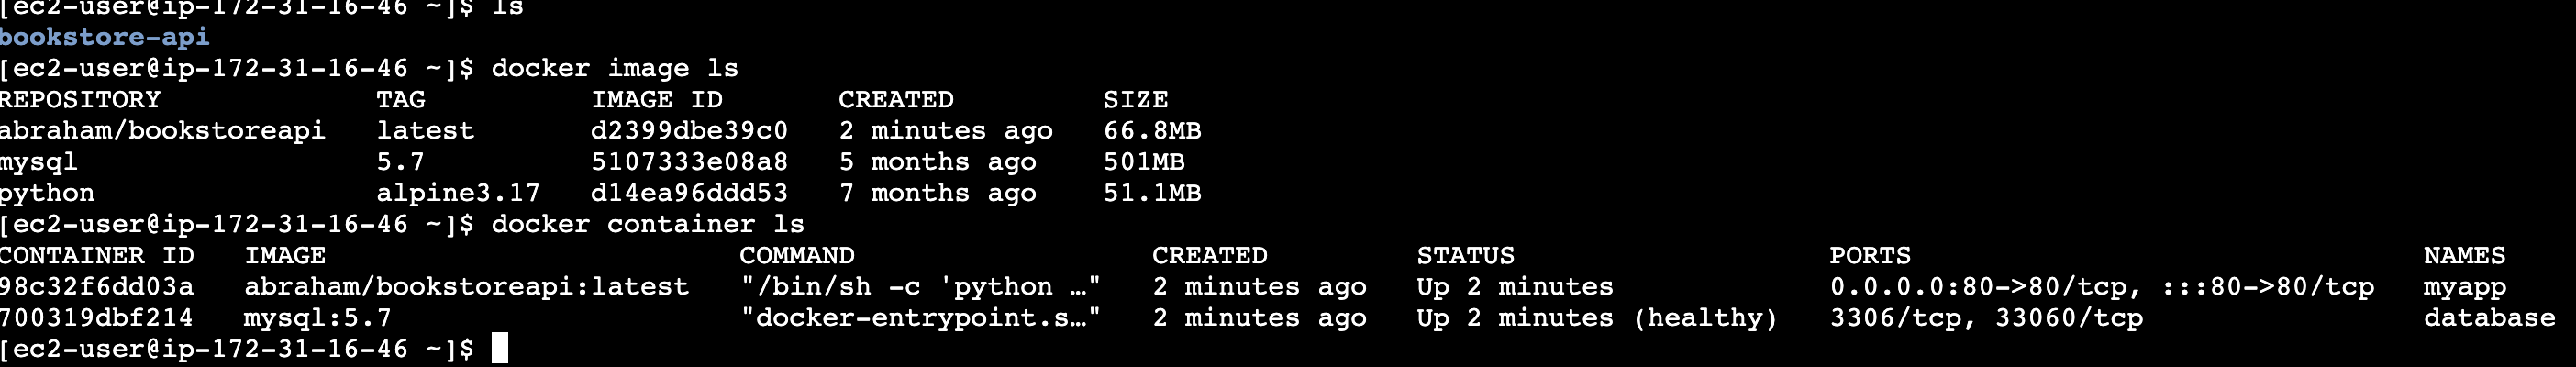 [ec2-user@ip-172-31-16-46 ~]$ ls
bookstore-api
[ec2-user@ip-172-31-16-46 ~]$ docker image ls
REPOSITORY TAG IMAGE ID CREATED SIZE
abraham/bookstoreapi latest d2399dbe39c0 2 minutes ago 66.8MB
mysql 5.7 5107333e08a8 5 months ago 501MB
python alpine3.17 d14ea96ddd53 7 months ago 51.1MB
[ec2-user@ip-172-31-16-46 ~]$ docker container ls
CONTAINER ID IMAGE COMMAND CREATED STATUS PORTS NAMES
98c32f6dd03a abraham/bookstoreapi:latest "/bin/sh -c 'python …" 2 minutes ago Up 2 minutes 0.0.0.0:80->80/tcp, :::80->80/tcp myapp
700319dbf214 mysql:5.7 "docker-entrypoint.s…" 2 minutes ago Up 2 minutes (healthy) 3306/tcp, 33060/tcp database
[ec2-user@ip-172-31-16-46 ~]$